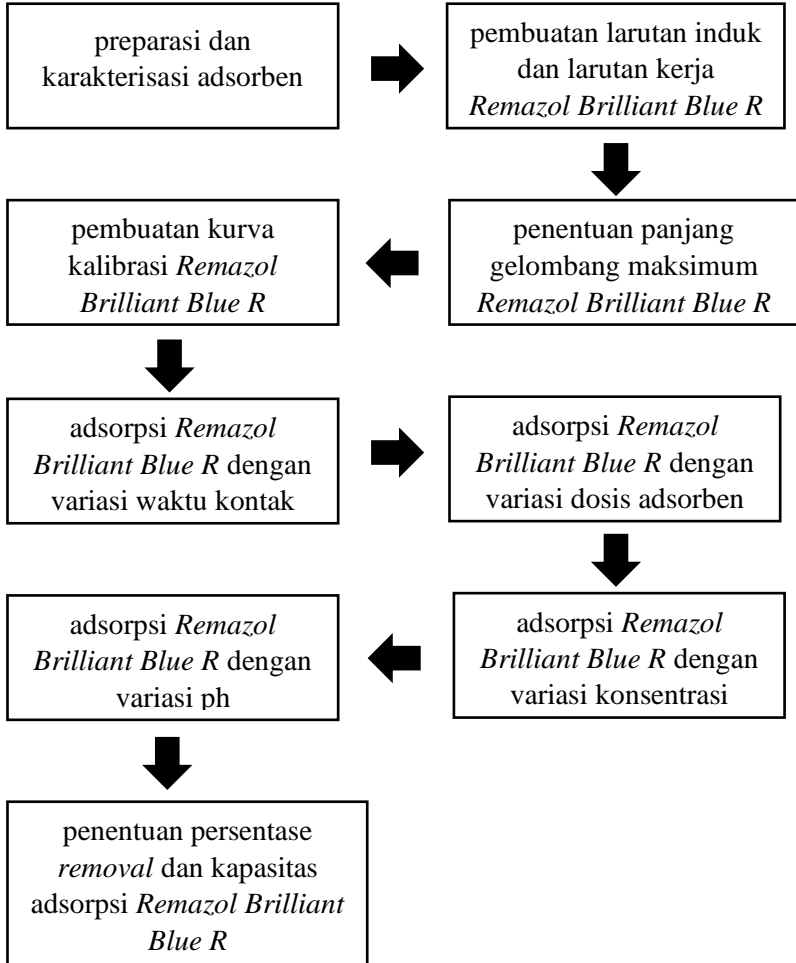 preparasi dan
karakterisasi adsorben
pembuatan larutan induk
dan larutan kerja
Remazol Brilliant Blue R
penentuan panjang
gelombang maksimum
Remazol Brilliant Blue R
pembuatan kurva
kalibrasi Remazol
Brilliant Blue R
adsorpsi Remazol
Brilliant Blue R dengan
variasi waktu kontak
adsorpsi Remazol
Brilliant Blue R dengan
variasi dosis adsorben
adsorpsi Remazol
Brilliant Blue R dengan
variasi konsentrasi
adsorpsi Remazol
Brilliant Blue R dengan
variasi ph
penentuan persentase
removal dan kapasitas
adsorpsi Remazol Brilliant
Blue R